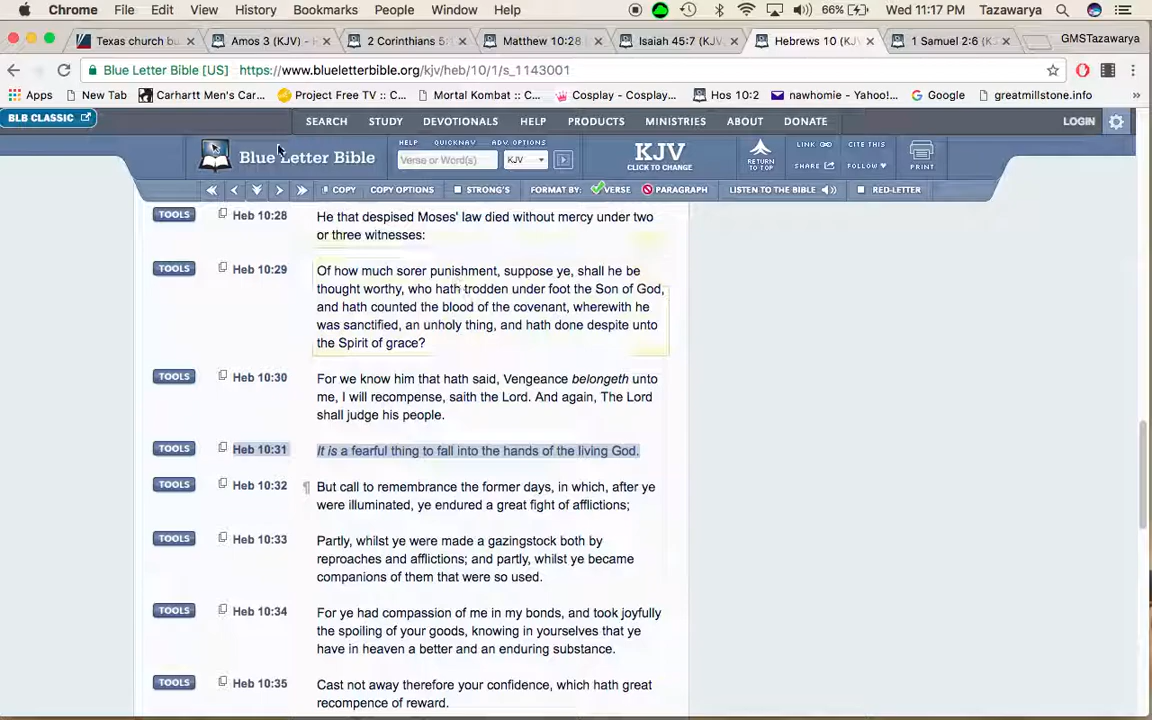 Chrome File Edit View History Bookmarks People Window Help 66% Wed 11:17 PM Tazawarya
Texas church bu Amos 3 (KJV) - H 2 Corinthians 5: Matthew 10:28 Isaiah 45:7 (KJV Hebrews 10 (KJV 1 Samuel 2:6 (K GMSTazawarya
Blue Letter Bible [US] https://www.blueletterbible.org/kjv/heb/10/1/s_1143001
Apps New Tab Carhartt Men's Car... Project Free TV :: C... Mortal Kombat :: C... Cosplay - Cosplay... Hos 10:2 nawhomie - Yahoo!... Google greatmillstone.info »
BLB CLASSIC SEARCH STUDY DEVOTIONALS HELP PRODUCTS MINISTRIES ABOUT DONATE LOGIN
HELP QUICKNAV ADV. OPTIONS
Blue Letter Bible Verse or Word(s) KJV KJV CLICK TO CHANGE RETURN TO TOP LINK CITE THIS SHARE FOLLOW PRINT
COPY COPY OPTIONS STRONG'S FORMAT BY: VERSE PARAGRAPH LISTEN TO THE BIBLE RED-LETTER
TOOLS Heb 10:28 He that despised Moses' law died without mercy under two
or three witnesses:
TOOLS Heb 10:29 Of how much sorer punishment, suppose ye, shall he be
thought worthy, who hath trodden under foot the Son of God,
and hath counted the blood of the covenant, wherewith he
was sanctified, an unholy thing, and hath done despite unto
the Spirit of grace?
TOOLS Heb 10:30 For we know him that hath said, Vengeance belongeth unto
me, I will recompense, saith the Lord. And again, The Lord
shall judge his people.
TOOLS Heb 10:31 It is a fearful thing to fall into the hands of the living God.
TOOLS Heb 10:32 ¶ But call to remembrance the former days, in which, after ye
were illuminated, ye endured a great fight of afflictions;
TOOLS Heb 10:33 Partly, whilst ye were made a gazingstock both by
reproaches and afflictions; and partly, whilst ye became
companions of them that were so used.
TOOLS Heb 10:34 For ye had compassion of me in my bonds, and took joyfully
the spoiling of your goods, knowing in yourselves that ye
have in heaven a better and an enduring substance.
TOOLS Heb 10:35 Cast not away therefore your confidence, which hath great
recompence of reward.